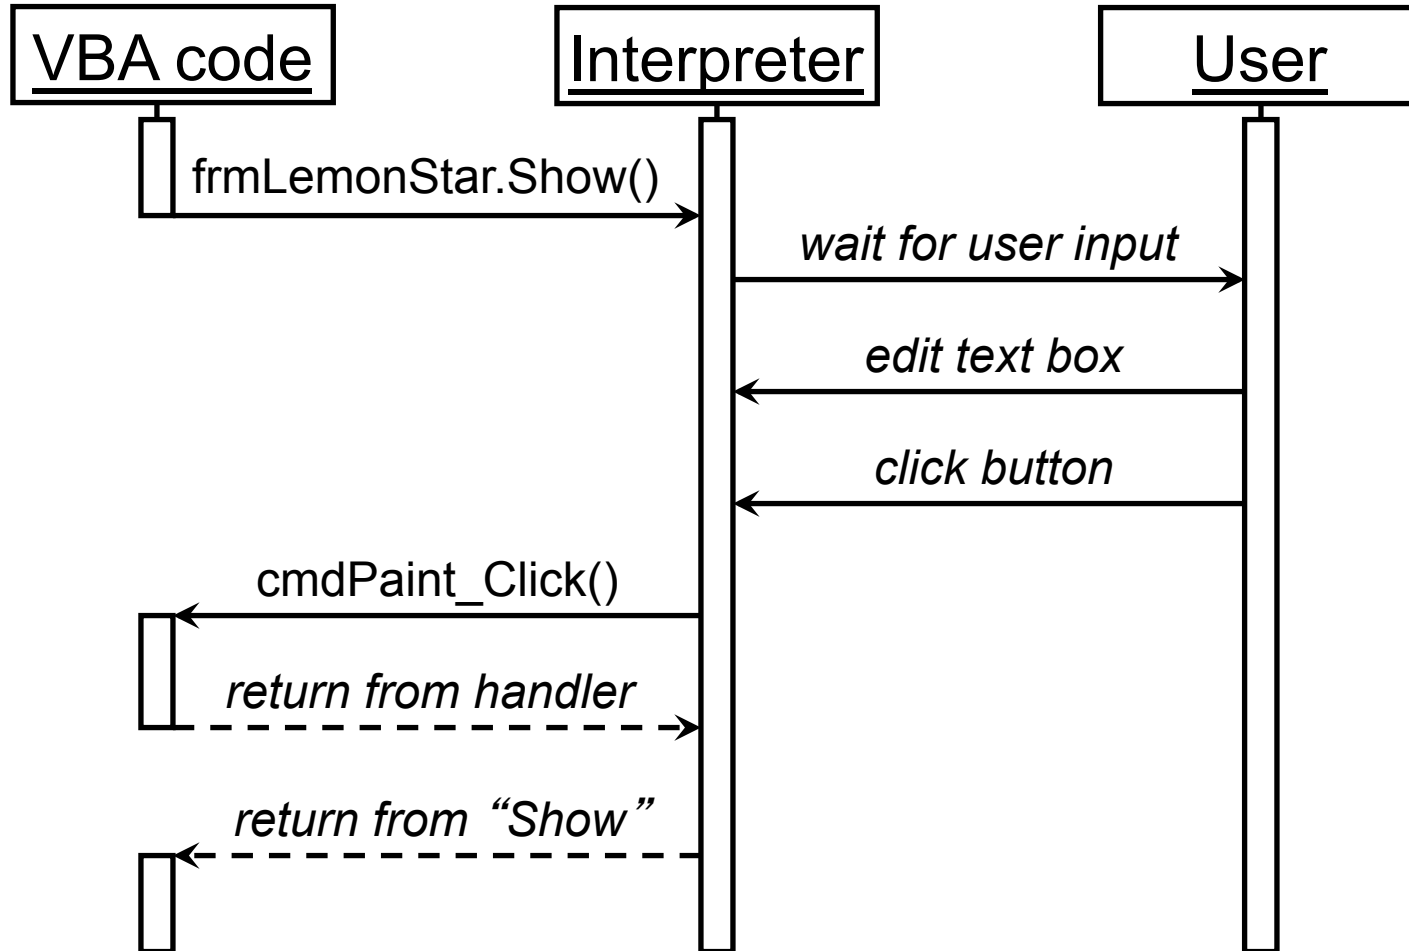 VBA code
Interpreter
User
frmLemonStar.Show()
wait for user input
edit text box
click button
cmdPaint_Click()
return from handler
return from “Show”